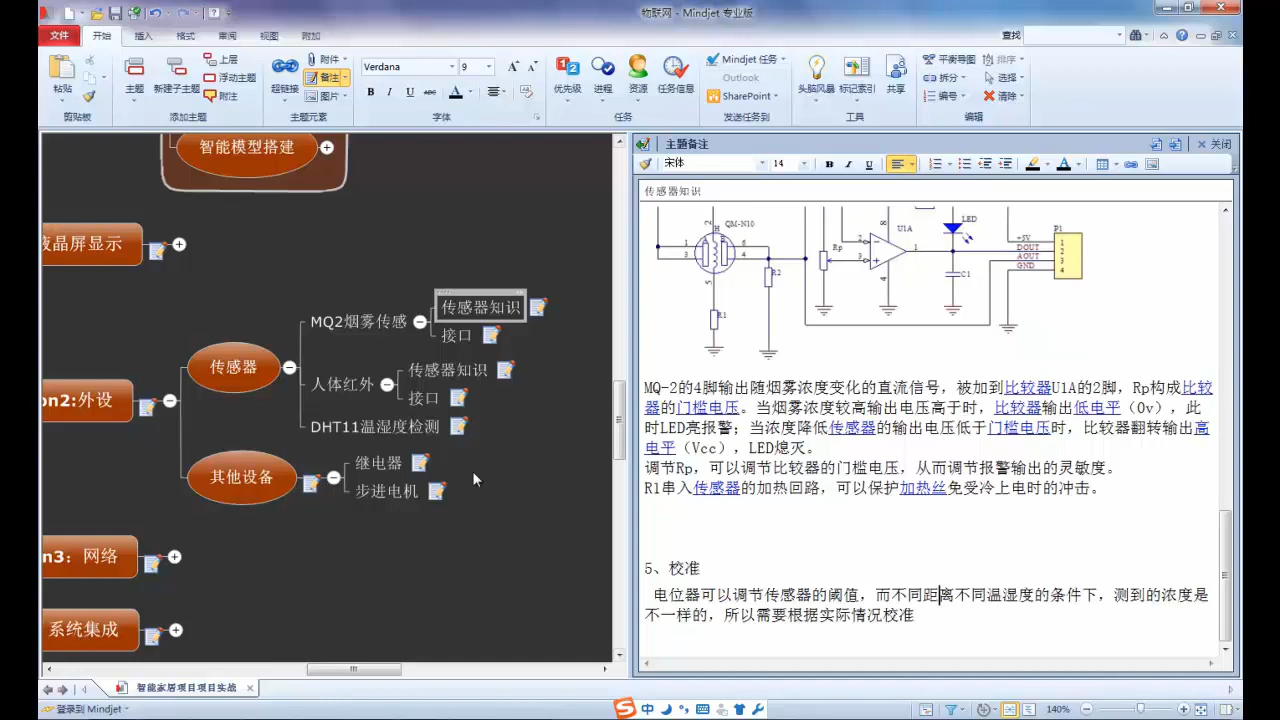 物联网 - Mindjet 专业版
文件
开始
插入
格式
审阅
视图
附加
查找
粘贴
剪贴板
主题
新建子主题
上层
浮动主题
附注
添加主题
超链接
附件
备注
图片
主题元素
Verdana
9
B I U ABC A
字体
优先级
进程
资源
任务信息
任务
Mindjet 任务
Outlook
SharePoint
发送任务到
头脑风暴
标记索引
共享
工具
平衡导图
拆分
编号
排序
选择
清除
编辑
智能模型搭建
液晶屏显示
传感器知识
MQ2烟雾传感
接口
传感器
传感器知识
人体红外
接口
on2:外设
DHT11温湿度检测
继电器
其他设备
步进电机
n3：网络
系统集成
主题备注
关闭
宋体
14
B I U
传感器知识
QM-N10
LED
P1
U1A
Rp
R2
C1
R1
+5V
DOUT
AOUT
GND
1
2
3
4
MQ-2的4脚输出随烟雾浓度变化的直流信号，被加到比较器U1A的2脚，Rp构成比较
器的门槛电压。当烟雾浓度较高输出电压高于时，比较器输出低电平（0v），此
时LED亮报警；当浓度降低传感器的输出电压低于门槛电压时，比较器翻转输出高
电平（Vcc），LED熄灭。
调节Rp，可以调节比较器的门槛电压，从而调节报警输出的灵敏度。
R1串入传感器的加热回路，可以保护加热丝免受冷上电时的冲击。
5、校准
电位器可以调节传感器的阈值，而不同距离不同温湿度的条件下，测到的浓度是
不一样的，所以需要根据实际情况校准
智能家居项目项目实战
登录到 Mindjet
中
140%